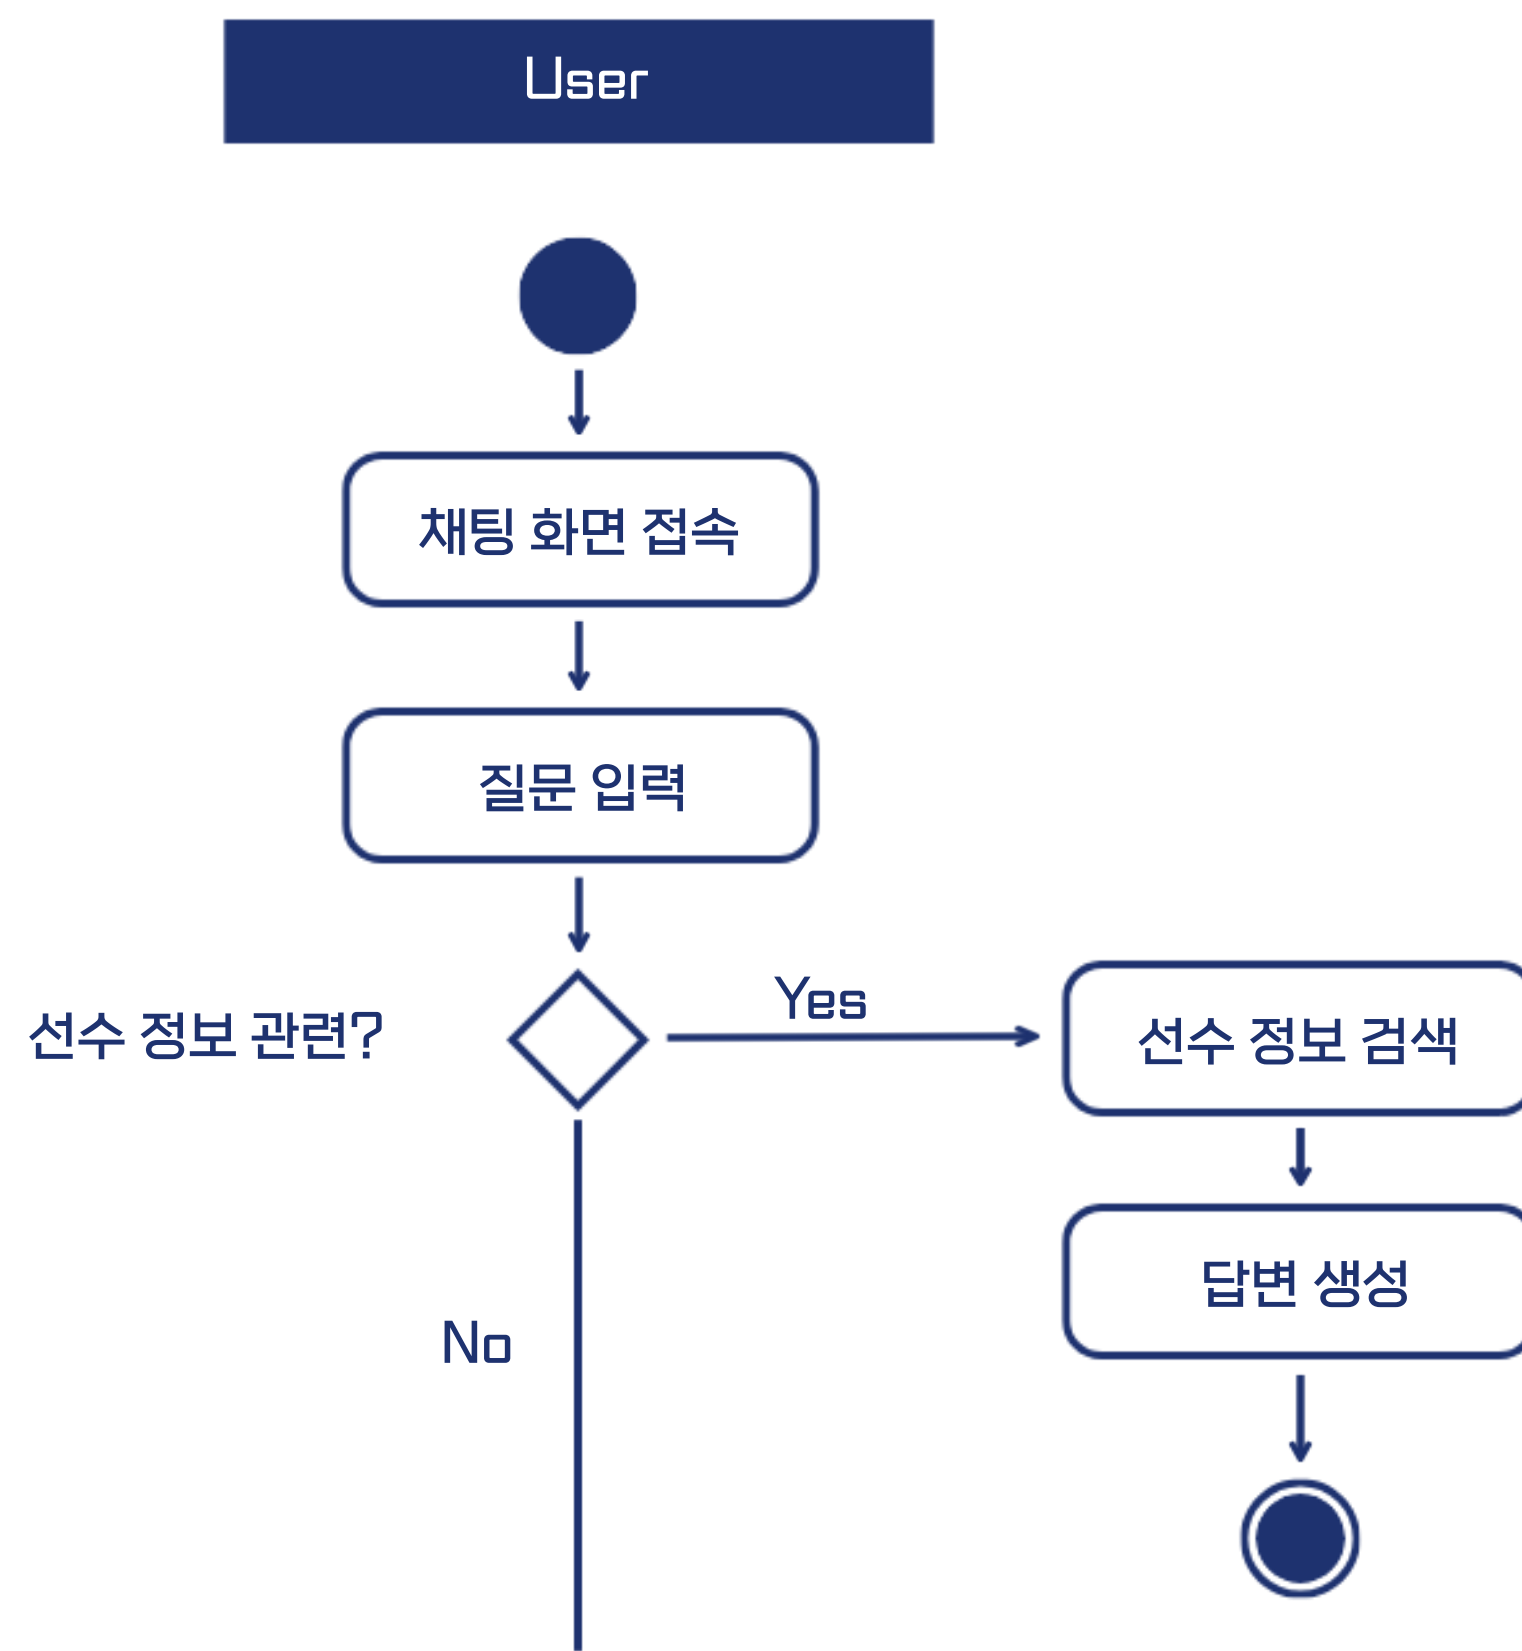 User
채팅 화면 접속
질문 입력
선수 정보 관련?
Yes
선수 정보 검색
답변 생성
No